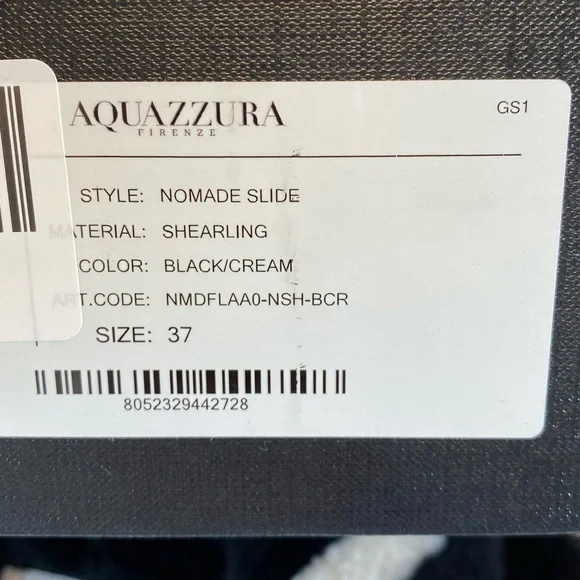 AQUAZZURA
FIRENZE
GS1
STYLE: NOMADE SLIDE
MATERIAL: SHEARLING
COLOR: BLACK/CREAM
ART.CODE: NMDFLAA0-NSH-BCR
SIZE: 37
8052329442728